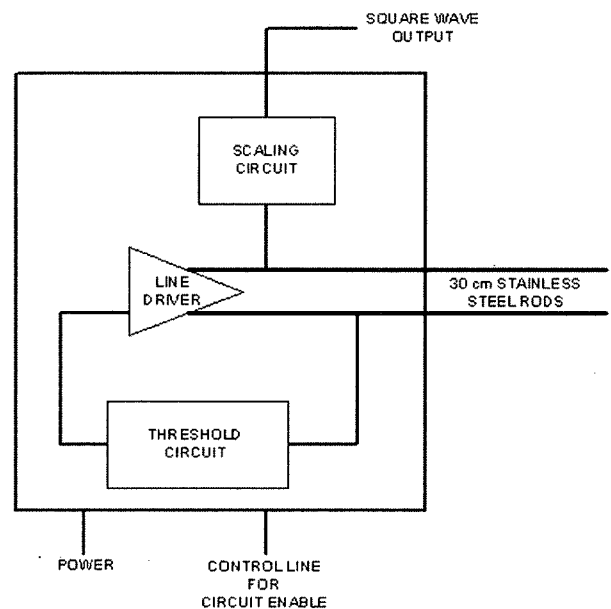 SQUARE WAVE
OUTPUT
SCALING
CIRCUIT
LINE
DRIVER
30 cm STAINLESS
STEEL RODS
THRESHOLD
CIRCUIT
POWER
CONTROL LINE
FOR
CIRCUIT ENABLE